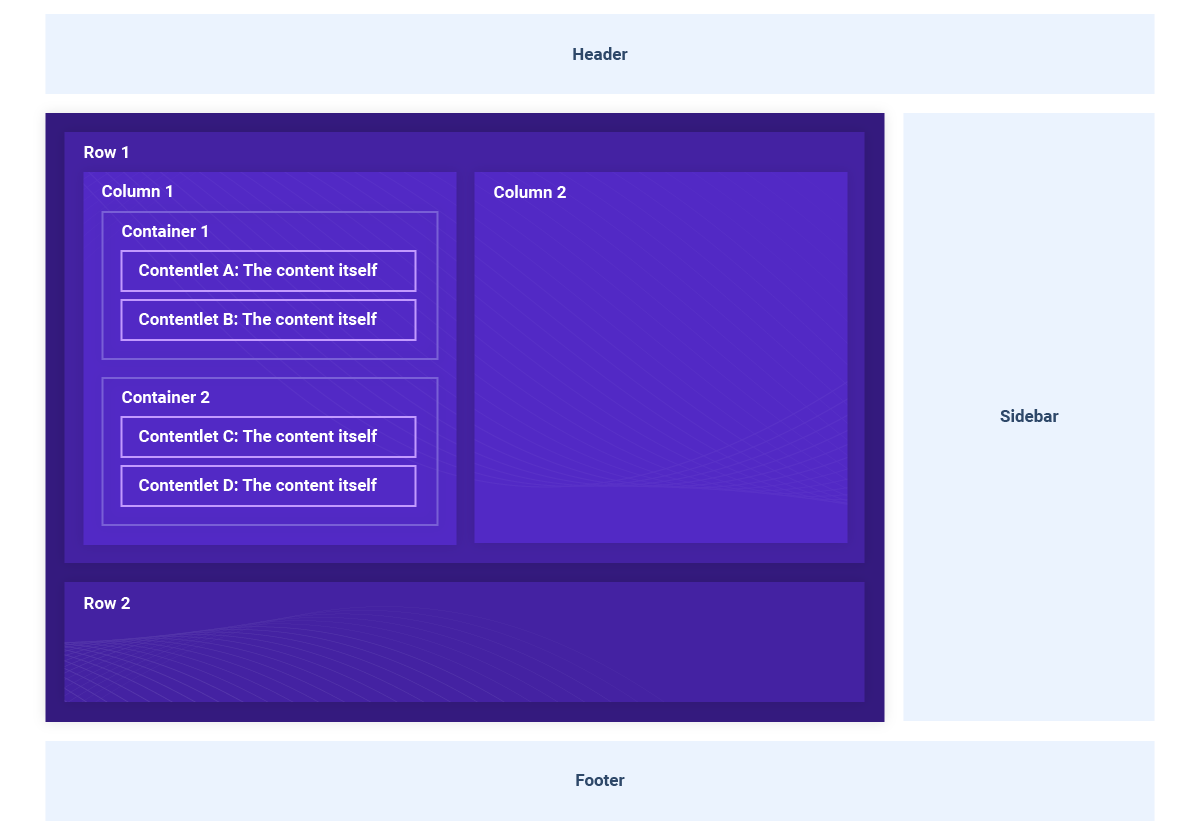 Header
Row 1
Column 1
Container 1
Contentlet A: The content itself
Contentlet B: The content itself
Container 2
Contentlet C: The content itself
Contentlet D: The content itself
Column 2
Row 2
Sidebar
Footer